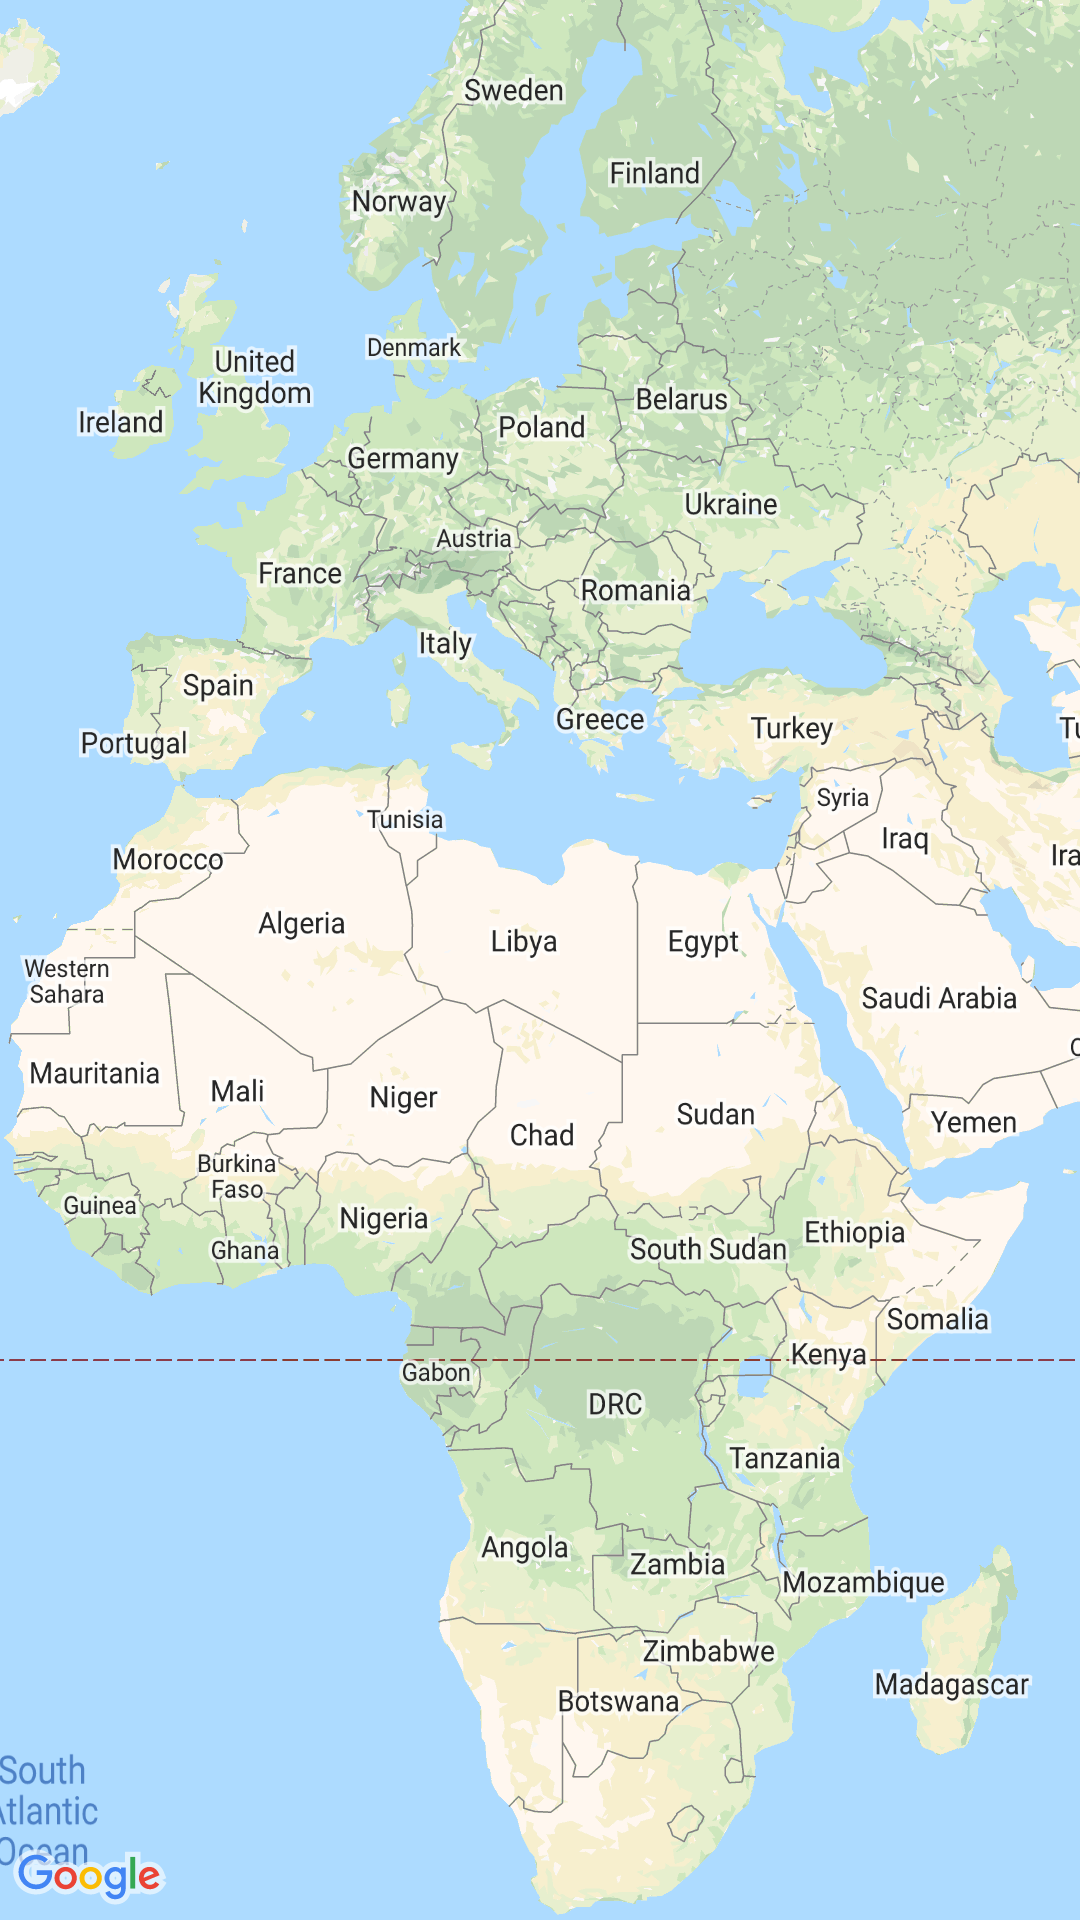 Sweden
Finland
Norway
Denmark
United
Kingdom
Belarus
Ireland
Poland
Germany
Ukraine
Austria
France
Romania
Italy
Spain
Greece
Turkey
Portugal
Tu
Syria
Tunisia
Iraq
Morocco
Ira
Algeria
Libya
Egypt
Western
Sahara
Saudi Arabia
O
Mauritania
Mali
Niger
Sudan
Yemen
Chad
Burkina
Faso
Guinea
Nigeria
Ethiopia
Ghana
South Sudan
Somalia
Kenya
Gabon
DRC
Tanzania
Angola
Zambia
Mozambique
Zimbabwe
Madagascar
Botswana
South
Atlantic
Ocean
Google